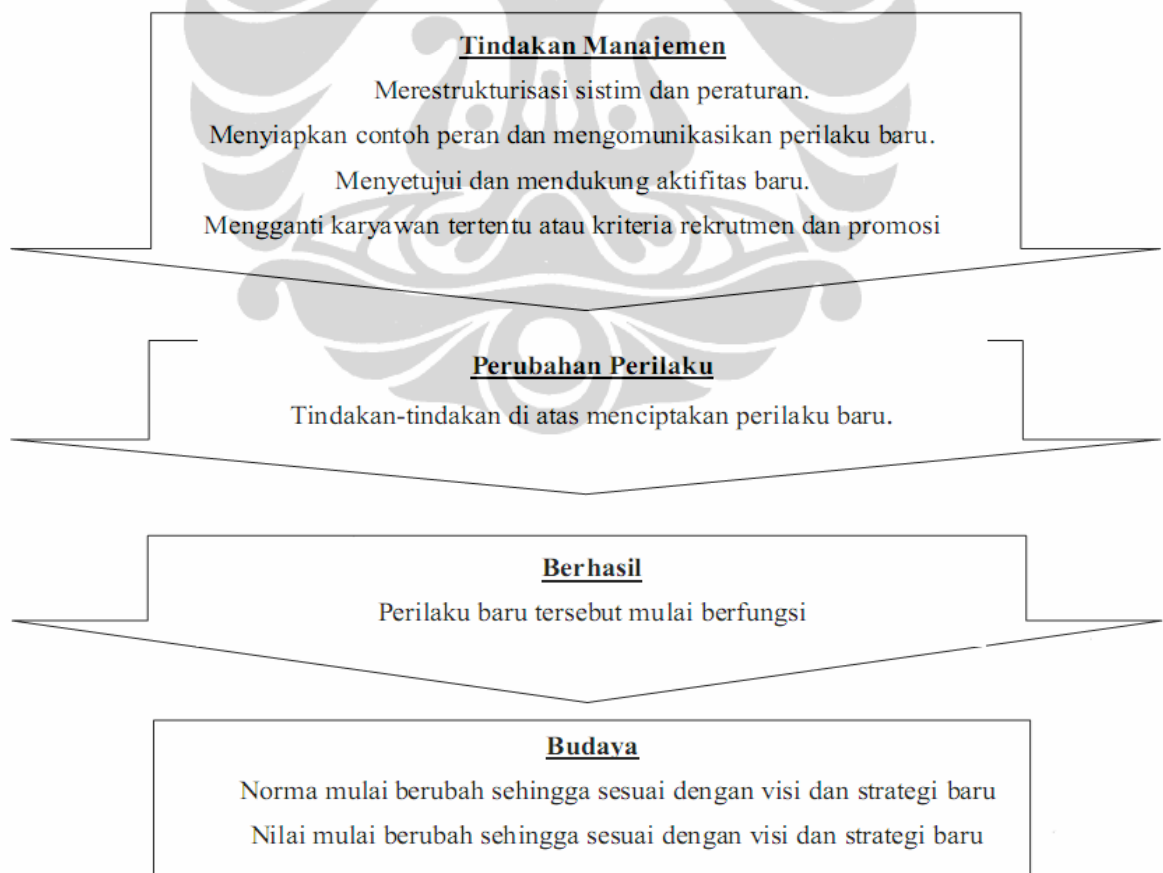 Tindakan Manajemen
Merestrukturisasi sistim dan peraturan.
Menyiapkan contoh peran dan mengomunikasikan perilaku baru.
Menyetujui dan mendukung aktifitas baru.
Mengganti karyawan tertentu atau kriteria rekrutmen dan promosi
Perubahan Perilaku
Tindakan-tindakan di atas menciptakan perilaku baru.
Berhasil
Perilaku baru tersebut mulai berfungsi
Budaya
Norma mulai berubah sehingga sesuai dengan visi dan strategi baru
Nilai mulai berubah sehingga sesuai dengan visi dan strategi baru